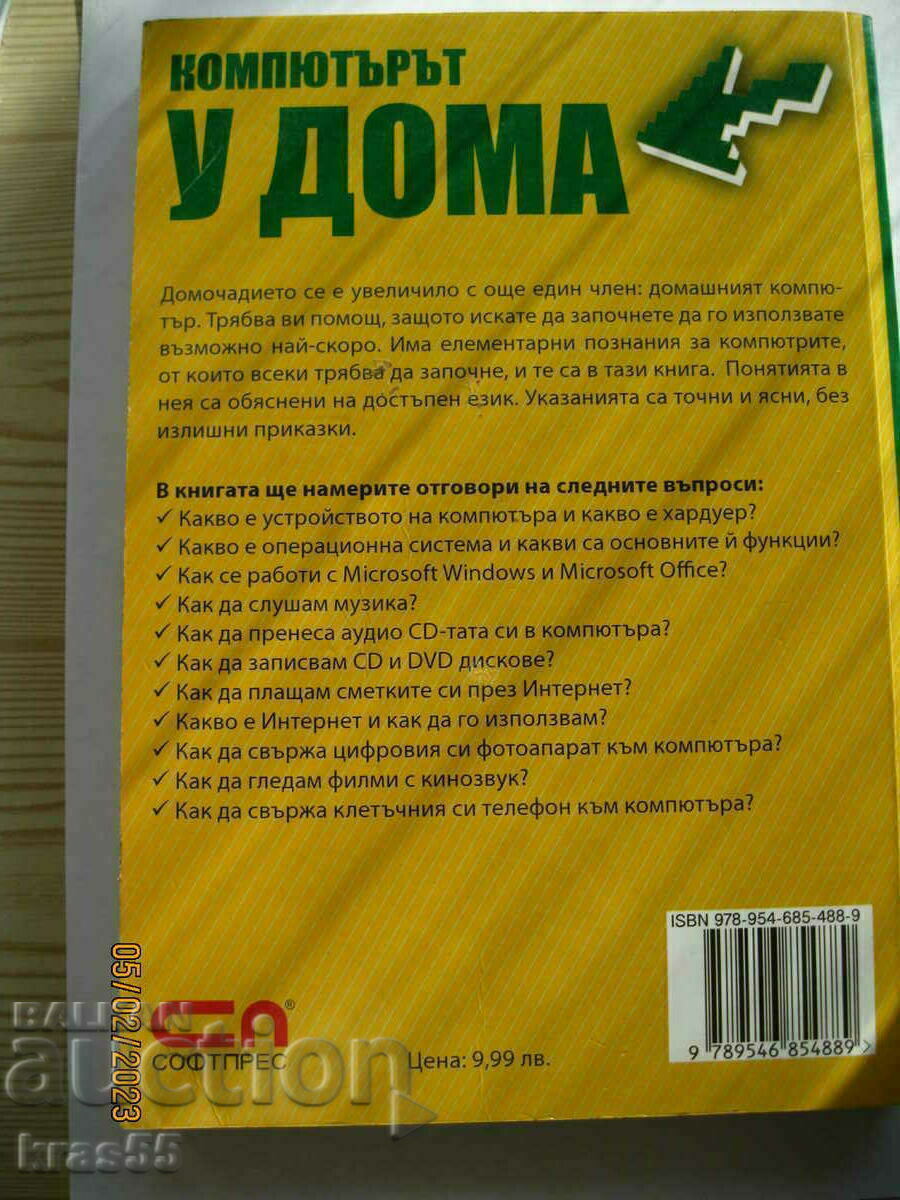 КОМПЮТЪРЪТ
У ДОМА
Домочадието се е увеличило с още един член: домашният компю-
тър. Трябва ви помощ, защото искате да започнете да го използвате
възможно най-скоро. Има елементарни познания за компютрите,
от които всеки трябва да започне, и те са в тази книга. Понятията в
нея са обяснени на достъпен език. Указанията са точни и ясни, без
излишни приказки.
В книгата ще намерите отговори на следните въпроси:
✓ Какво е устройството на компютъра и какво е хардуер?
✓ Какво е операционна система и какви са основните й функции?
✓ Как се работи с Microsoft Windows и Microsoft Office?
✓ Как да слушам музика?
✓ Как да пренеса аудио CD-тата си в компютъра?
✓ Как да записвам CD и DVD дискове?
✓ Как да плащам сметките си през Интернет?
✓ Какво е Интернет и как да го използвам?
✓ Как да свържа цифровия си фотоапарат към компютъра?
✓ Как да гледам филми с кинозвук?
✓ Как да свържа клетъчния си телефон към компютъра?
ISBN 978-954-685-488-9
9 789546 854889 >
®
СОФТПРЕС
Цена: 9,99 лв.
05/02/2023
BALKAN
auction
kras55